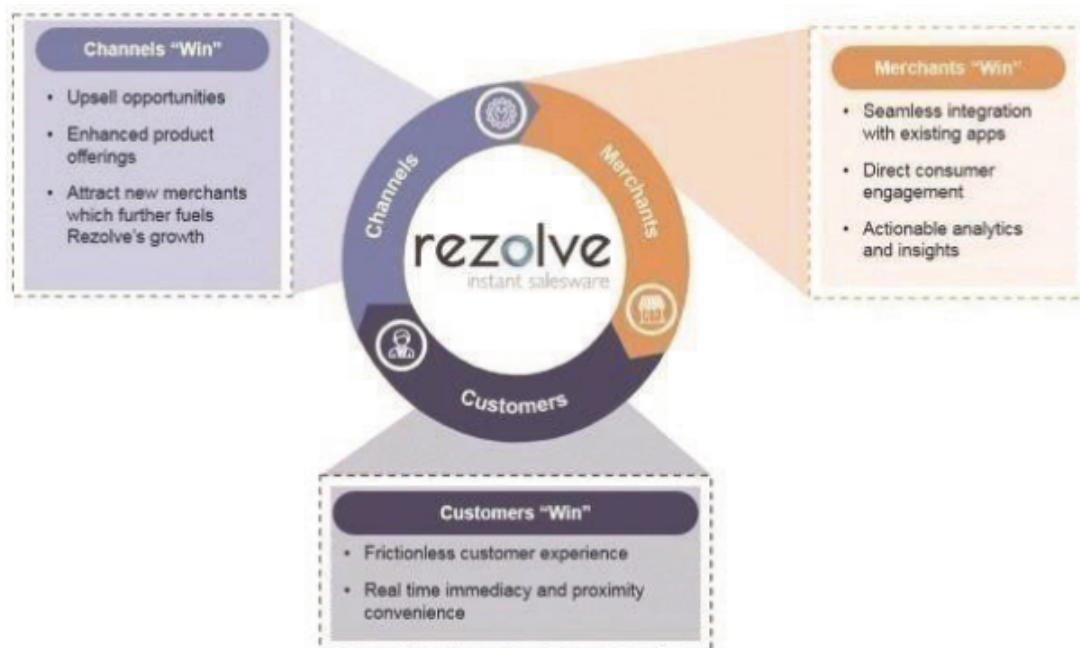 Channels “Win”
• Upsell opportunities
• Enhanced product
offerings
• Attract new merchants
which further fuels
Rezolve’s growth
Merchants “Win”
• Seamless integration
with existing apps
• Direct consumer
engagement
• Actionable analytics
and insights
Channels
Merchants
rezolve
instant salesware
Customers
Customers “Win”
• Frictionless customer experience
• Real time immediacy and proximity
convenience